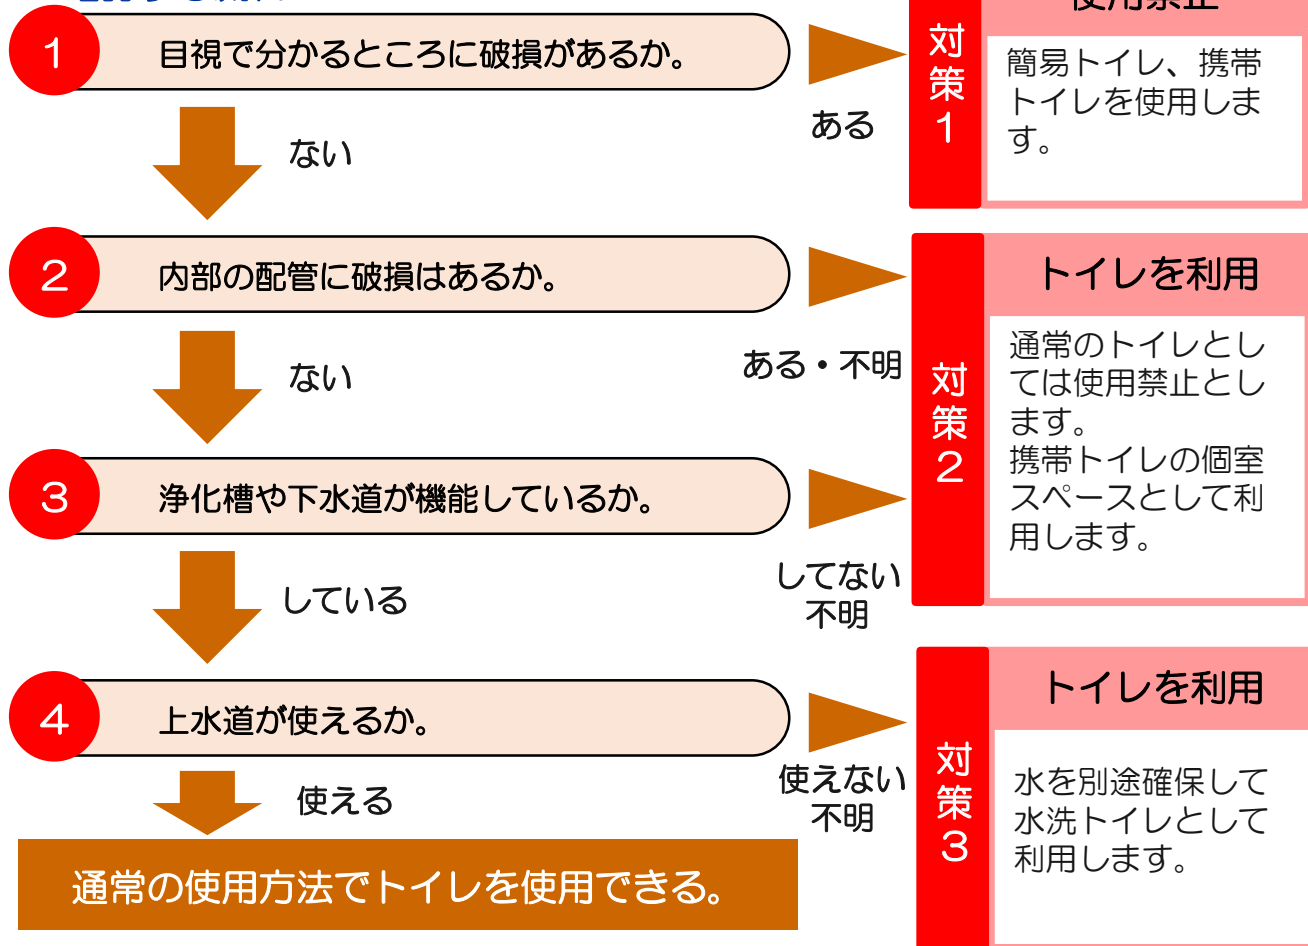 使用禁止
1
目視で分かるところに破損があるか。
ある
ない
対策1
簡易トイレ、携帯
トイレを使用しま
す。
2
内部の配管に破損はあるか。
ある・不明
ない
対策2
トイレを利用
通常のトイレとし
ては使用禁止とし
ます。
携帯トイレの個室
スペースとして利
用します。
3
浄化槽や下水道が機能しているか。
してない
不明
している
4
上水道が使えるか。
使えない
不明
使える
対策3
トイレを利用
水を別途確保して
水洗トイレとして
利用します。
通常の使用方法でトイレを使用できる。